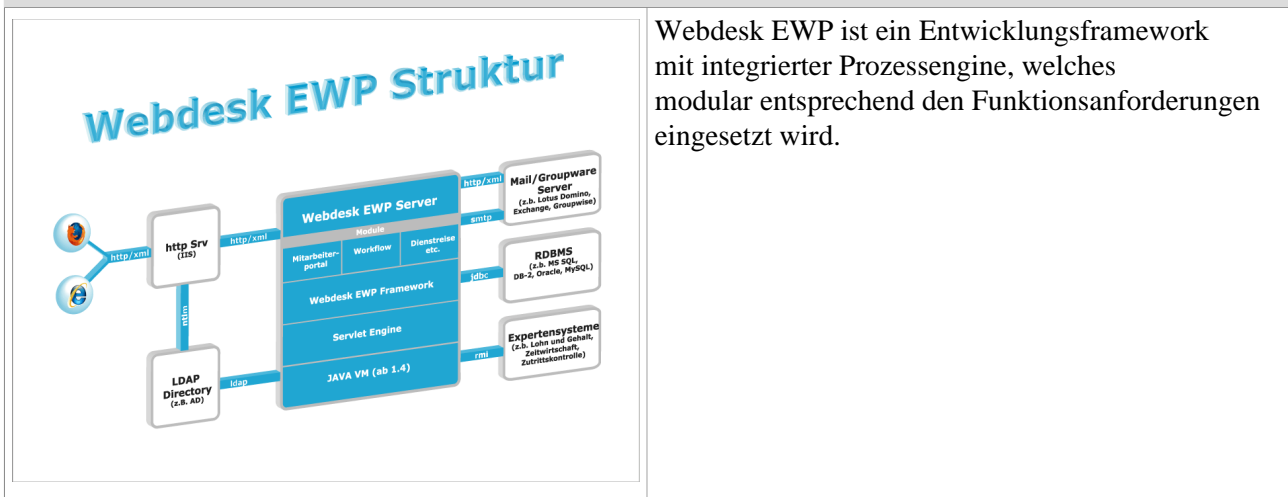 Webdesk EWP Struktur
http/xml
http Srv
(IIS)
ntlm
LDAP
Directory
(z.B. AD)
http/xml
ldap
Webdesk EWP Server
Module
Mitarbeiter-
portal
Workflow
Dienstreise
etc.
Webdesk EWP Framework
Servlet Engine
JAVA VM (ab 1.4)
http/xml
smtp
jdbc
rmi
Mail/Groupware
Server
(z.b. Lotus Domino,
Exchange, Groupwise)
RDBMS
(z.b. MS SQL,
DB-2, Oracle, MySQL)
Expertensysteme
(z.b. Lohn und Gehalt,
Zeitwirtschaft,
Zutrittskontrolle)
Webdesk EWP ist ein Entwicklungsframework
mit integrierter Prozessengine, welches
modular entsprechend den Funktionsanforderungen
eingesetzt wird.